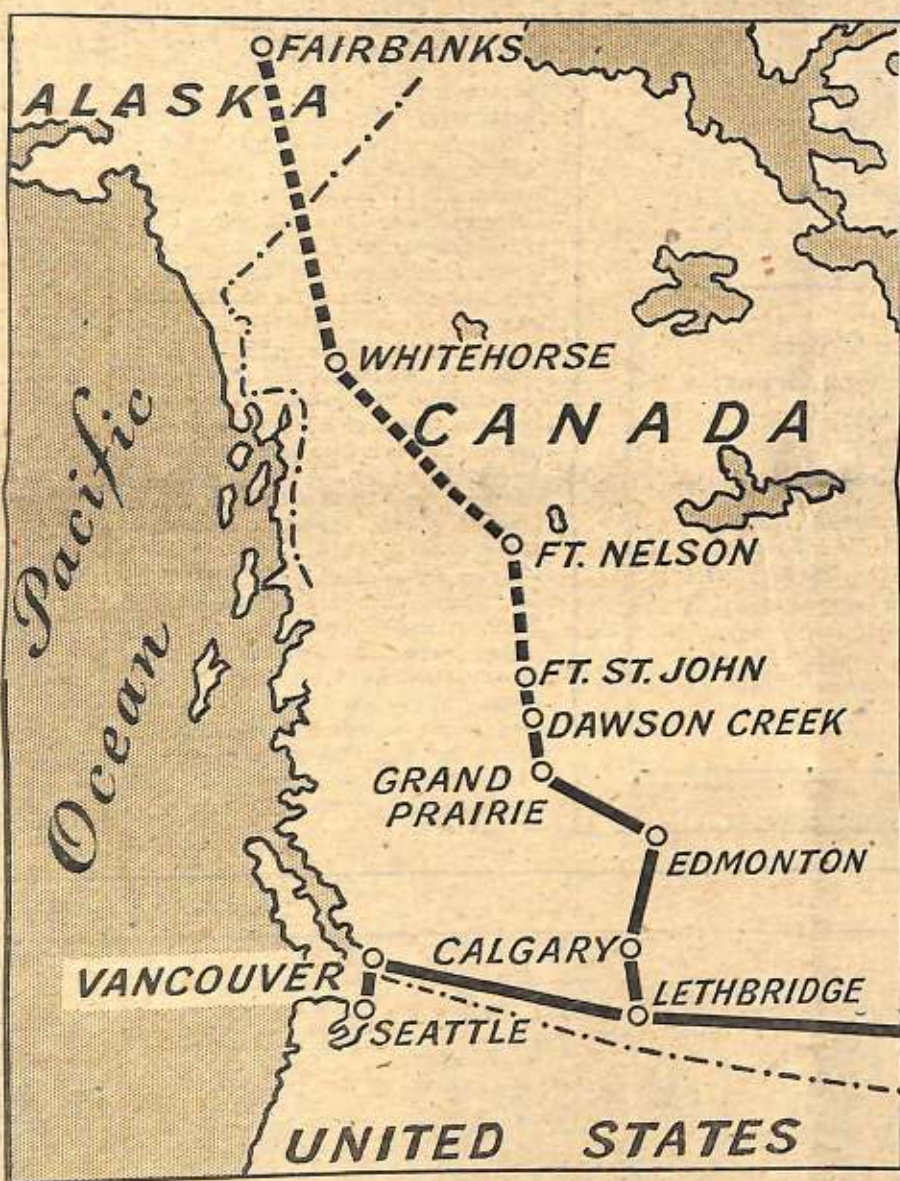 FAIRBANKS
ALASKA
WHITEHORSE
CANADA
Pacific
Ocean
FT. NELSON
FT. ST. JOHN
DAWSON CREEK
GRAND
PRAIRIE
EDMONTON
CALGARY
VANCOUVER
LETHBRIDGE
SEATTLE
UNITED STATES